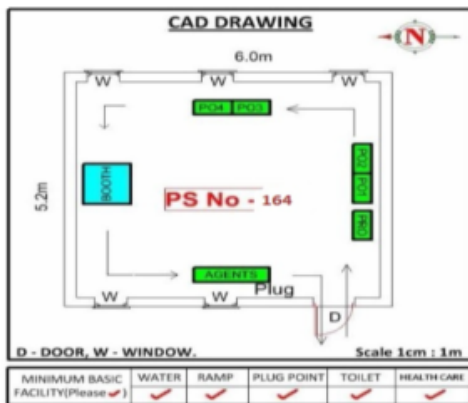 CAD DRAWING
N
6.0m
W W W
PO4 PO3
5.2m
BOOTH
PO2
PO1
PRO
PS No - 164
AGENTS
Plug
W W
D
D - DOOR, W - WINDOW. Scale 1cm : 1m
MINIMUM BASIC FACILITY(Please ✓) WATER RAMP PLUG POINT TOILET HEALTH CARE
✓ ✓ ✓ ✓ ✓